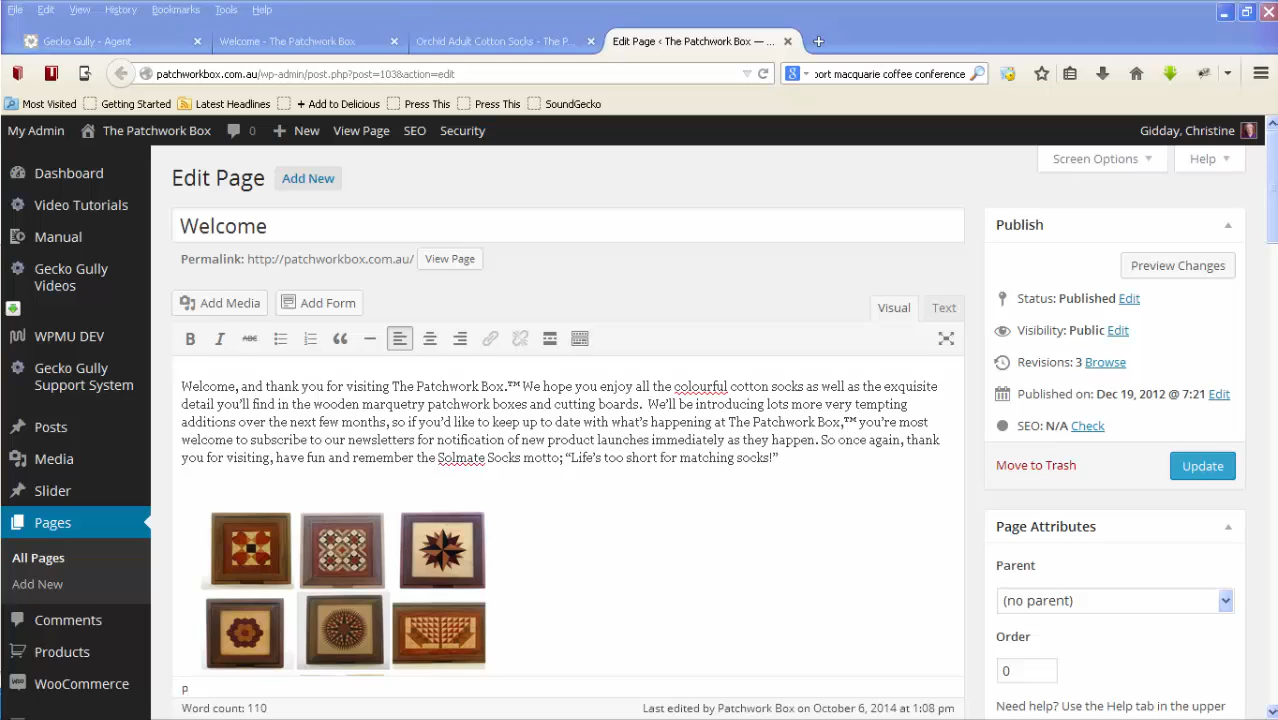 File Edit View History Bookmarks Tools Help
Gecko Gully - Agent
Welcome - The Patchwork Box
Orchid Adult Cotton Socks - The P...
Edit Page ‹ The Patchwork Box — ...
patchworkbox.com.au/wp-admin/post.php?post=103&action=edit
port macquarie coffee conference
Most Visited Getting Started Latest Headlines + Add to Delicious Press This Press This SoundGecko
My Admin The Patchwork Box 0 New View Page SEO Security
Gidday, Christine
Dashboard
Video Tutorials
Manual
Gecko Gully
Videos
WPMU DEV
Gecko Gully
Support System
Posts
Media
Slider
Pages
All Pages
Add New
Comments
Products
WooCommerce
Screen Options Help
Edit Page Add New
Welcome
Permalink: http://patchworkbox.com.au/ View Page
Add Media Add Form
Visual Text
B I ABC
Welcome, and thank you for visiting The Patchwork Box.™ We hope you enjoy all the colourful cotton socks as well as the exquisite
detail you'll find in the wooden marquetry patchwork boxes and cutting boards. We'll be introducing lots more very tempting
additions over the next few months, so if you'd like to keep up to date with what's happening at The Patchwork Box,™ you're most
welcome to subscribe to our newsletters for notification of new product launches immediately as they happen. So once again, thank
you for visiting, have fun and remember the Solmate Socks motto; “Life's too short for matching socks!”
p
Word count: 110
Last edited by Patchwork Box on October 6, 2014 at 1:08 pm
Publish
Preview Changes
Status: Published Edit
Visibility: Public Edit
Revisions: 3 Browse
Published on: Dec 19, 2012 @ 7:21 Edit
SEO: N/A Check
Move to Trash Update
Page Attributes
Parent
(no parent)
Order
0
Need help? Use the Help tab in the upper